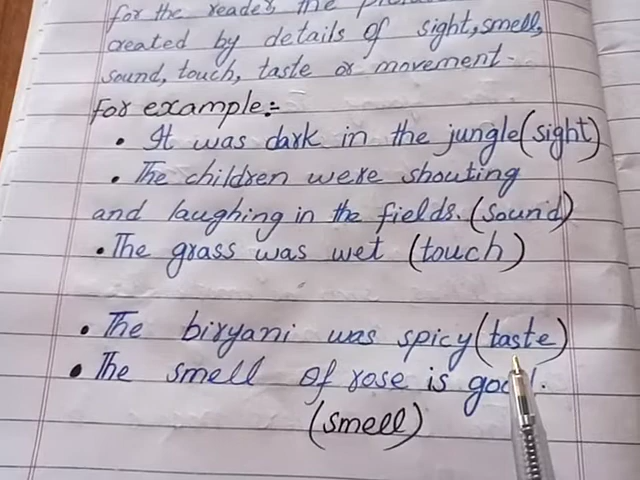 for the reader the
created by details of sight, smell,
sound, touch, taste or movement.
for example:-
• It was dark in the jungle (sight)
• The children were shouting
and laughing in the fields. (sound)
• The grass was wet (touch)
• The biryani was spicy (taste)
• The smell of rose is good.
(smell)